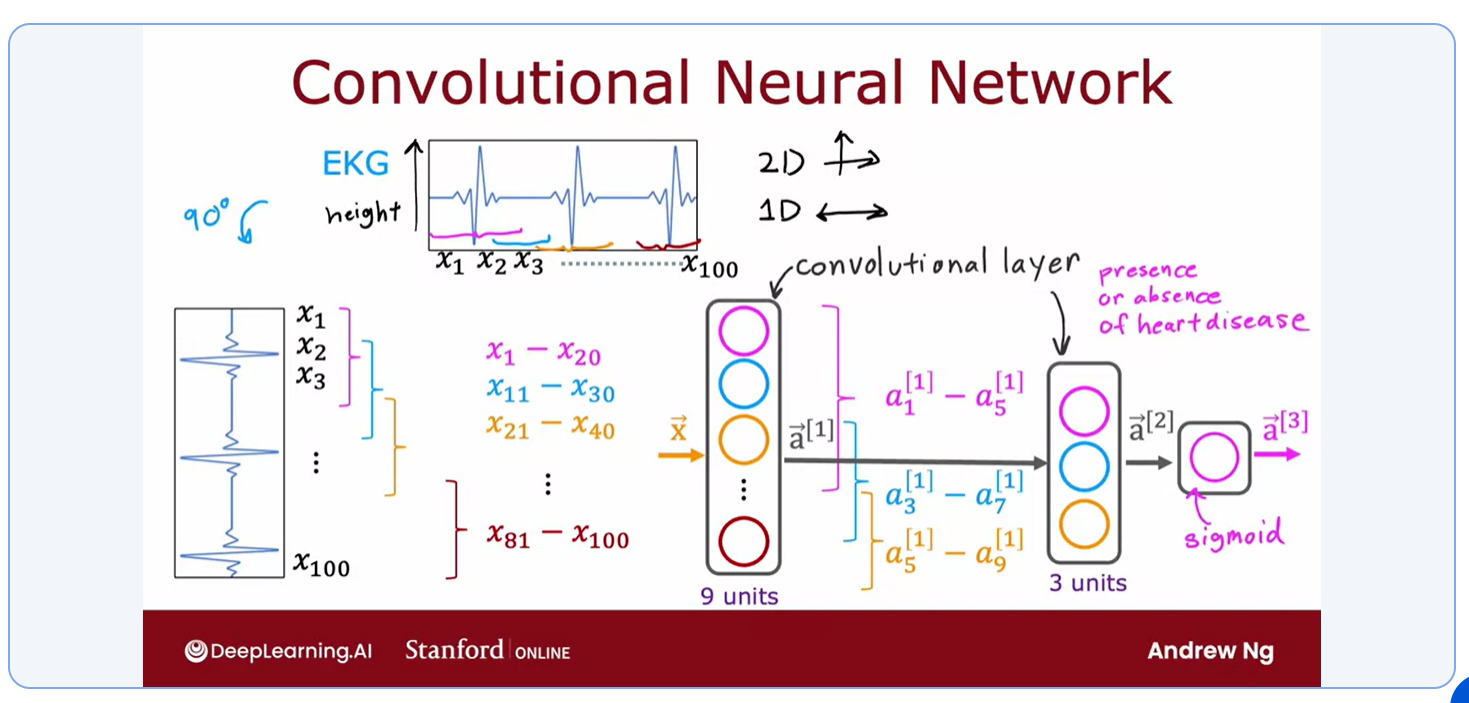 Convolutional Neural Network
EKG
height
90°
2D
1D
x₁ x₂ x₃ ........ x₁₀₀
convolutional layer
presence
or absence
of heart disease
x₁
x₂
x₃
⋮
x₁₀₀
x₁ − x₂₀
x₁₁ − x₃₀
x₂₁ − x₄₀
⋮
x₈₁ − x₁₀₀
x⃗
⋮
9 units
a⃗^[1]
a₁^[1] − a₅^[1]
a₃^[1] − a₇^[1]
a₅^[1] − a₉^[1]
3 units
a⃗^[2]
a⃗^[3]
sigmoid
DeepLearning.AI
Stanford | ONLINE
Andrew Ng